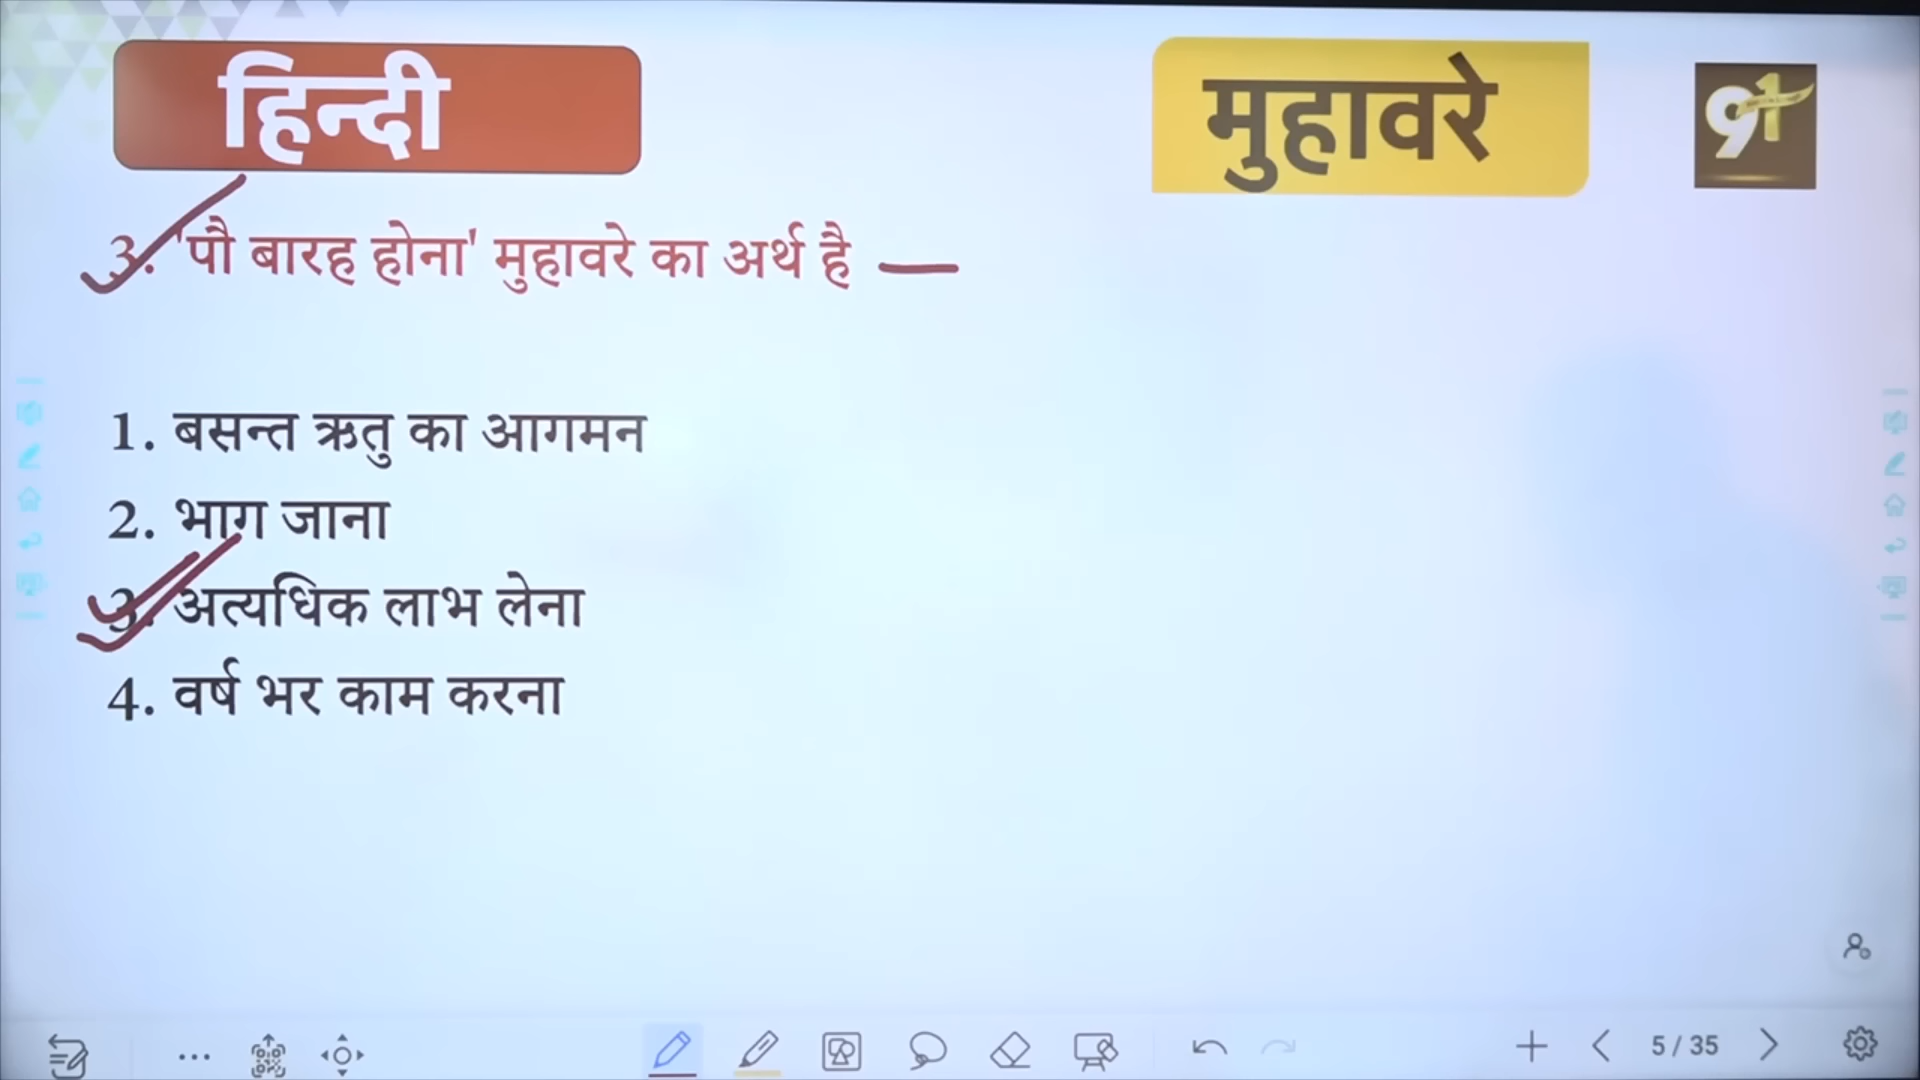 हिन्दी
मुहावरे
91
3. 'पौ बारह होना' मुहावरे का अर्थ है —
1. बसन्त ऋतु का आगमन
2. भाग जाना
3. अत्यधिक लाभ लेना
4. वर्ष भर काम करना
5 / 35